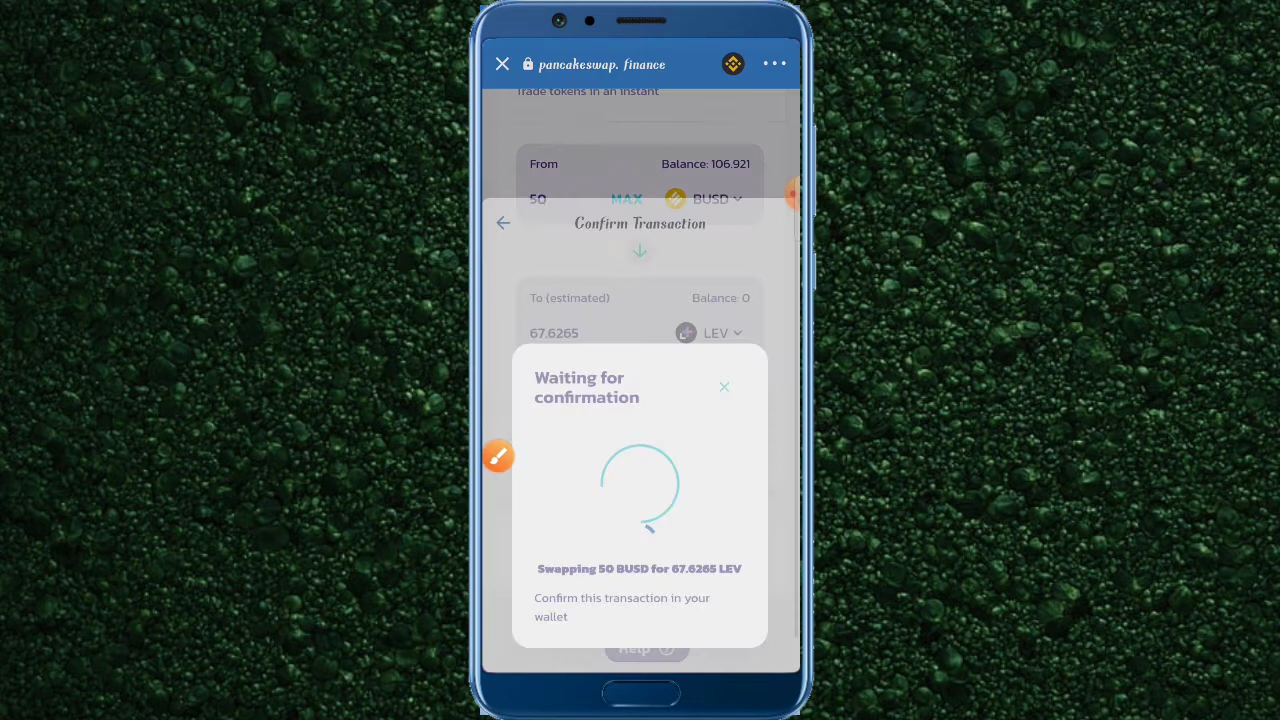 pancakeswap. finance
Trade tokens in an instant
From Balance: 106.921
50 MAX BUSD
Confirm Transaction
To (estimated) Balance: 0
67.6265 LEV
Waiting for
confirmation
Swapping 50 BUSD for 67.6265 LEV
Confirm this transaction in your
wallet
Help